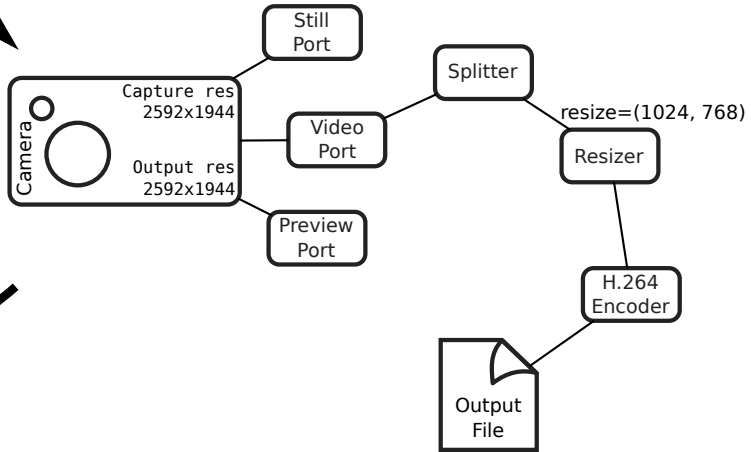 Still
Port
Splitter
Capture res
2592x1944
resize=(1024, 768)
Camera
Video
Port
Resizer
Output res
2592x1944
Preview
Port
H.264
Encoder
Output
File